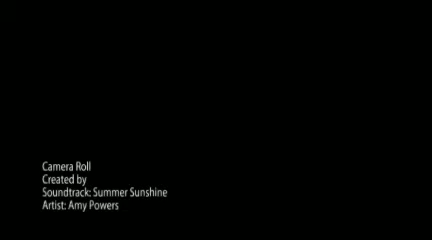 Camera Roll
Created by
Soundtrack: Summer Sunshine
Artist: Amy Powers